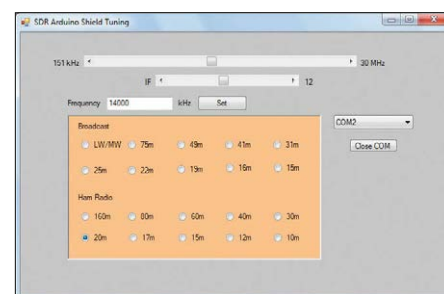 SDR Arduino Shield Tuning
151 kHz 30 MHz
IF 12
Frequency 14000 kHz Set
Broadcast
COM2
LW/MW 75m 49m 41m 31m
Close COM
25m 22m 19m 16m 15m
Ham Radio
160m 80m 60m 40m 30m
20m 17m 15m 12m 10m